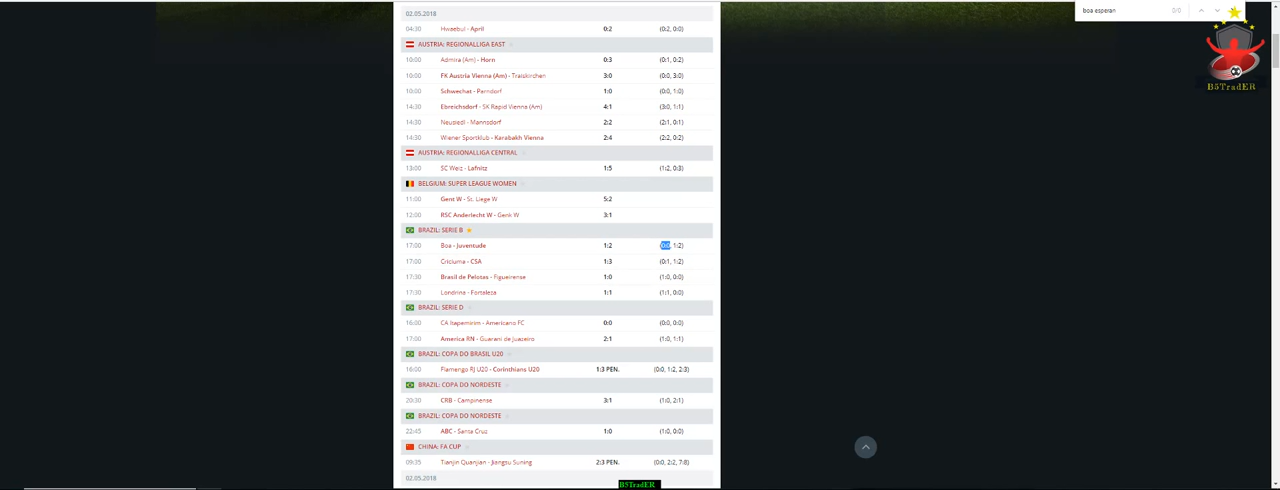 boa esperan 0/0
02.05.2018
04:30 Hwaebul - April 0:2 (0:2, 0:0)
AUSTRIA: REGIONALLIGA EAST
10:00 Admira (Am) - Horn 0:3 (0:1, 0:2)
10:00 FK Austria Vienna (Am) - Traiskirchen 3:0 (0:0, 3:0)
10:00 Schwechat - Parndorf 1:0 (0:0, 1:0)
14:30 Ebreichsdorf - SK Rapid Vienna (Am) 4:1 (3:0, 1:1)
14:30 Neusiedl - Mannsdorf 2:2 (2:1, 0:1)
14:30 Wiener Sportklub - Karabakh Vienna 2:4 (2:2, 0:2)
AUSTRIA: REGIONALLIGA CENTRAL
13:00 SC Weiz - Lafnitz 1:5 (1:2, 0:3)
BELGIUM: SUPER LEAGUE WOMEN
11:00 Gent W - St. Liege W 5:2
12:00 RSC Anderlecht W - Genk W 3:1
BRAZIL: SERIE B
17:00 Boa - Juventude 1:2 (0:0, 1:2)
17:00 Criciuma - CSA 1:3 (0:1, 1:2)
17:30 Brasil de Pelotas - Figueirense 1:0 (1:0, 0:0)
17:30 Londrina - Fortaleza 1:1 (1:1, 0:0)
BRAZIL: SERIE D
16:00 CA Itapemirim - Americano FC 0:0 (0:0, 0:0)
17:00 America RN - Guarani de Juazeiro 2:1 (1:0, 1:1)
BRAZIL: COPA DO BRASIL U20
16:00 Flamengo RJ U20 - Corinthians U20 1:3 PEN. (0:0, 1:2, 2:3)
BRAZIL: COPA DO NORDESTE
20:30 CRB - Campinense 3:1 (1:0, 2:1)
BRAZIL: COPA DO NORDESTE
22:45 ABC - Santa Cruz 1:0 (1:0, 0:0)
CHINA: FA CUP
09:35 Tianjin Quanjian - Jiangsu Suning 2:3 PEN. (0:0, 2:2, 7:8)
02.05.2018
B5TradER
B5TradER